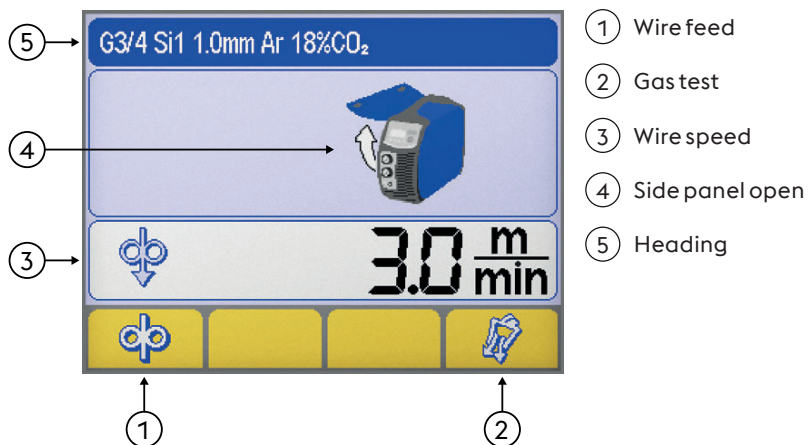 5
G3/4 Si1 1.0mm Ar 18%CO₂
4
3
3.0 m/min
1
2
1 Wire feed
2 Gas test
3 Wire speed
4 Side panel open
5 Heading